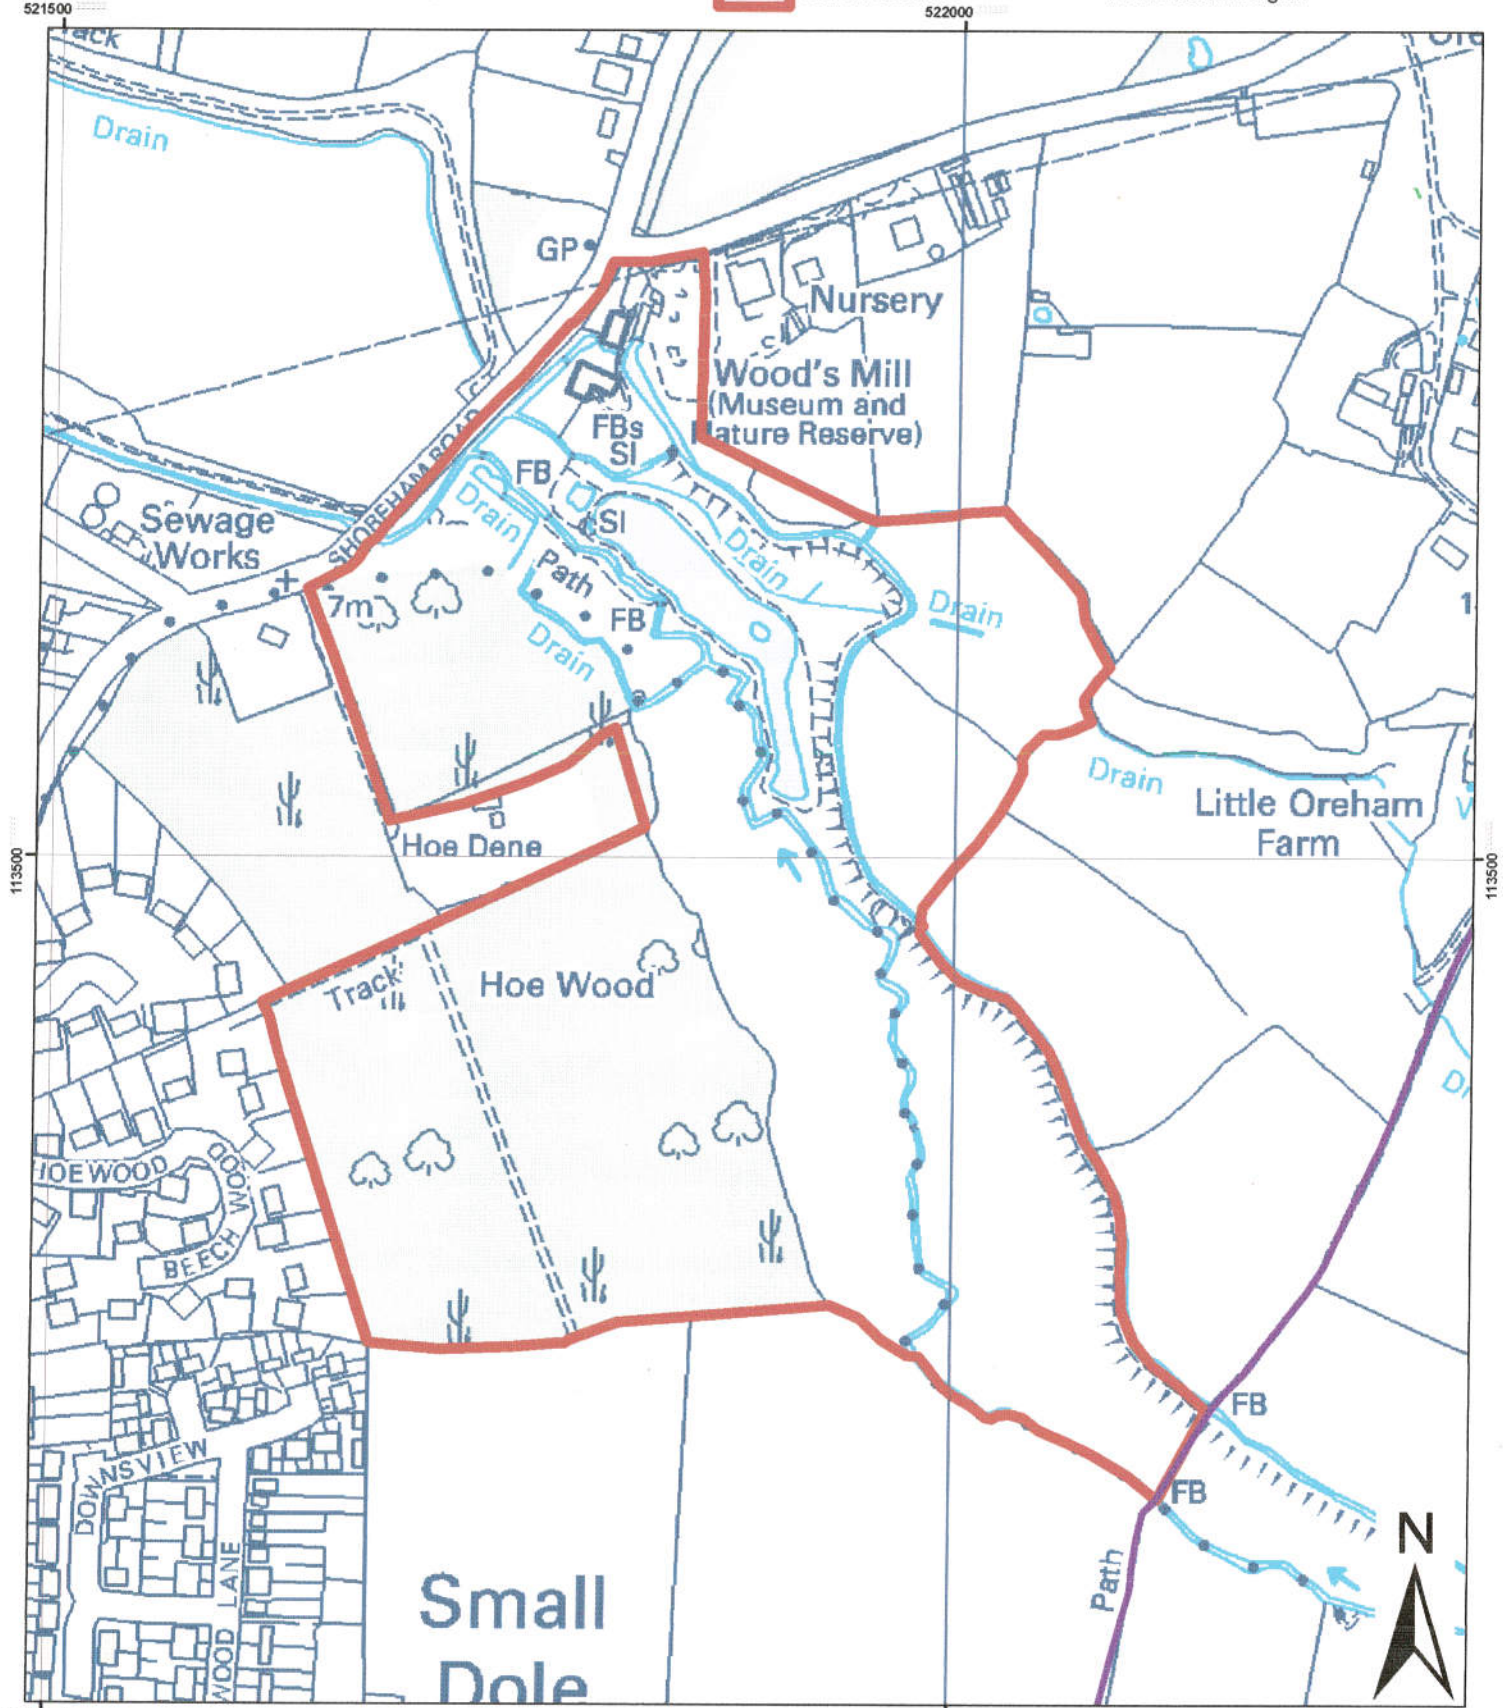 521500
522000
Drain
GP
Nursery
Wood's Mill
(Museum and
Nature Reserve)
FBs
SI
FB
Drain
SI
SHOREHAM ROAD
Sewage
Works
Drain
Path
7m
FB
Drain
Drain
Drain
Little Oreham
Farm
Hoe Dene
113500
113500
Track
Hoe Wood
HOEWOOD
BEECH WOOD
FB
DOWNSVIEW
FB
N
WOOD LANE
Path
Small
Dole